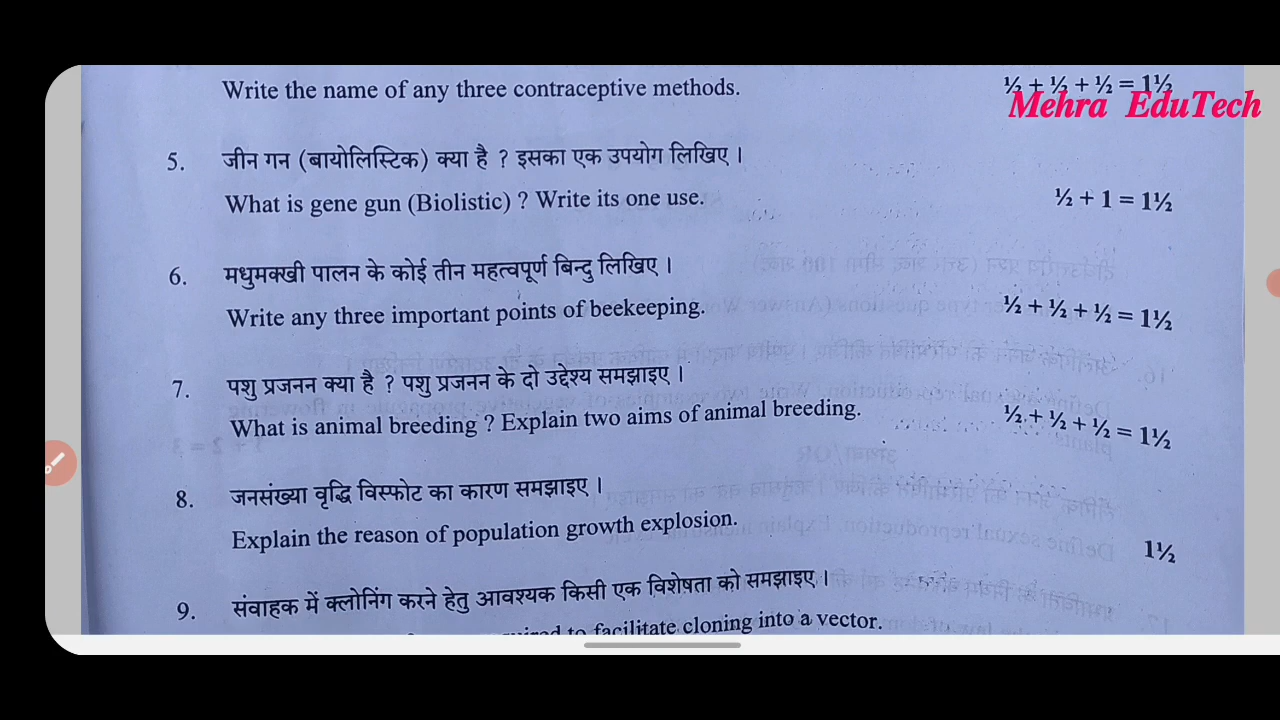 Write the name of any three contraceptive methods. ½ + ½ + ½ = 1½
Mehra EduTech
5. जीन गन (बायोलिस्टिक) क्या है ? इसका एक उपयोग लिखिए ।
What is gene gun (Biolistic) ? Write its one use. ½ + 1 = 1½
6. मधुमक्खी पालन के कोई तीन महत्वपूर्ण बिन्दु लिखिए ।
Write any three important points of beekeeping. ½ + ½ + ½ = 1½
7. पशु प्रजनन क्या है ? पशु प्रजनन के दो उद्देश्य समझाइए ।
What is animal breeding ? Explain two aims of animal breeding. ½ + ½ + ½ = 1½
8. जनसंख्या वृद्धि विस्फोट का कारण समझाइए ।
Explain the reason of population growth explosion. 1½
9. संवाहक में क्लोनिंग करने हेतु आवश्यक किसी एक विशेषता को समझाइए ।
to facilitate cloning into a vector.